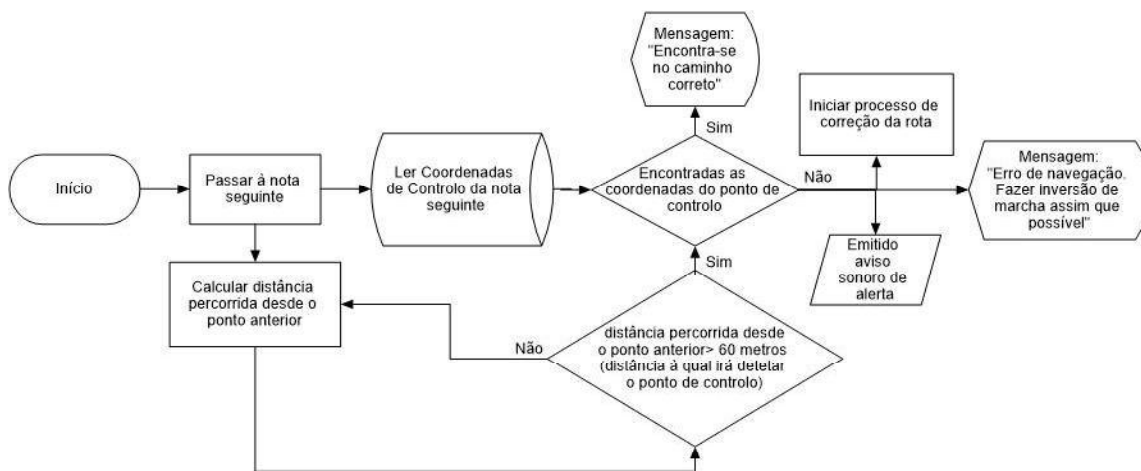 Mensagem:
"Encontra-se
no caminho
correto"
Sim
Iniciar processo de
correção da rota
Início
Passar à nota
seguinte
Ler Coordenadas
de Controlo da nota
seguinte
Encontradas as
coordenadas do ponto de
controlo
Não
Mensagem:
"Erro de navegação.
Fazer inversão de
marcha assim que
possível"
Emitido
aviso
sonoro de
alerta
Sim
Calcular distância
percorrida desde o
ponto anterior
Não
distância percorrida desde
o ponto anterior> 60 metros
(distância à qual irá detetar
o ponto de controlo)